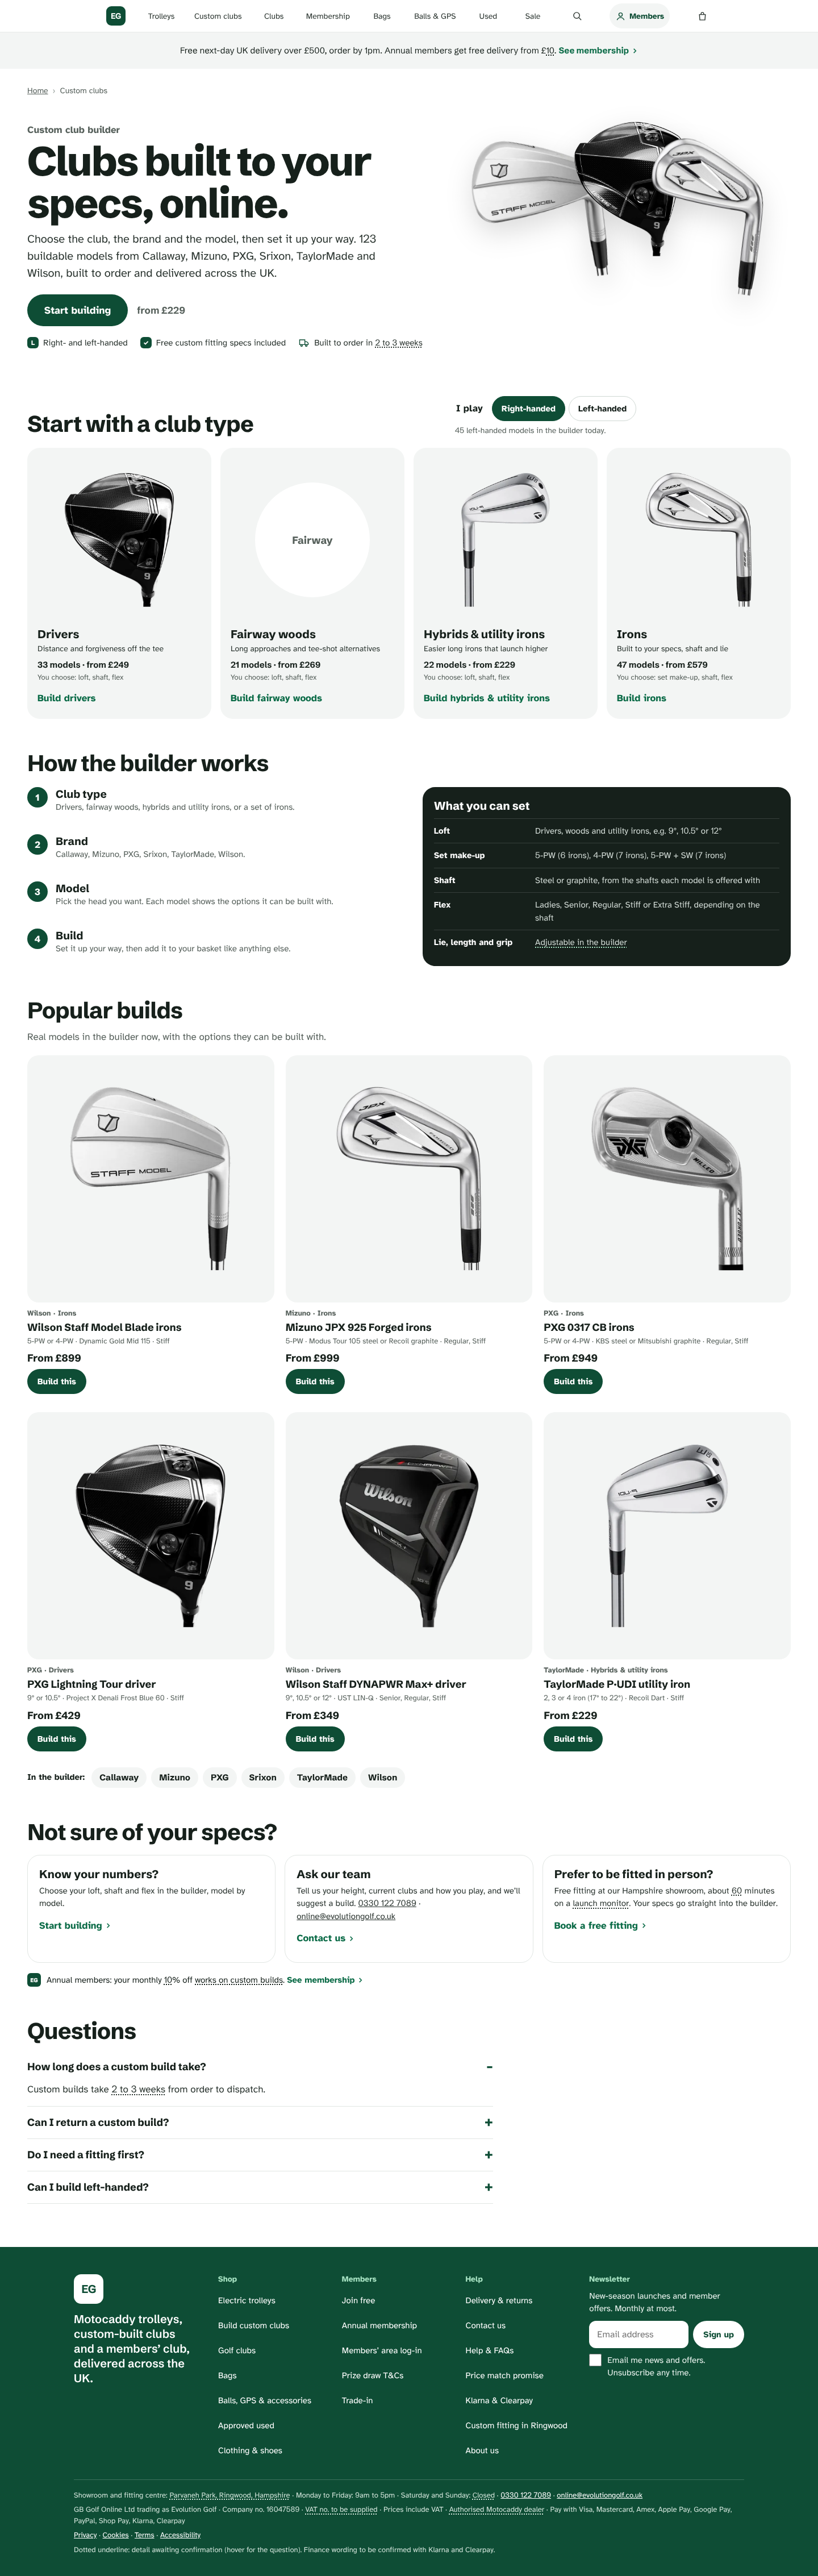 EG Trolleys Custom clubs Clubs Membership Bags Balls & GPS Used Sale Members
Free next-day UK delivery over £500, order by 1pm. Annual members get free delivery from £10. See membership ›
Home › Custom clubs
Custom club builder
Clubs built to your
specs, online.
Choose the club, the brand and the model, then set it up your way. 123
buildable models from Callaway, Mizuno, PXG, Srixon, TaylorMade and
Wilson, built to order and delivered across the UK.
Start building from £229
L Right- and left-handed Free custom fitting specs included Built to order in 2 to 3 weeks
STAFF MODEL
9
Start with a club type
I play Right-handed Left-handed
45 left-handed models in the builder today.
9
Fairway
JPX
Drivers
Distance and forgiveness off the tee
33 models · from £249
You choose: loft, shaft, flex
Build drivers
Fairway woods
Long approaches and tee-shot alternatives
21 models · from £269
You choose: loft, shaft, flex
Build fairway woods
Hybrids & utility irons
Easier long irons that launch higher
22 models · from £229
You choose: loft, shaft, flex
Build hybrids & utility irons
Irons
Built to your specs, shaft and lie
47 models · from £579
You choose: set make-up, shaft, flex
Build irons
How the builder works
1 Club type
Drivers, fairway woods, hybrids and utility irons, or a set of irons.
2 Brand
Callaway, Mizuno, PXG, Srixon, TaylorMade, Wilson.
3 Model
Pick the head you want. Each model shows the options it can be built with.
4 Build
Set it up your way, then add it to your basket like anything else.
What you can set
Loft Drivers, woods and utility irons, e.g. 9°, 10.5° or 12°
Set make-up 5-PW (6 irons), 4-PW (7 irons), 5-PW + SW (7 irons)
Shaft Steel or graphite, from the shafts each model is offered with
Flex Ladies, Senior, Regular, Stiff or Extra Stiff, depending on the
shaft
Lie, length and grip Adjustable in the builder
Popular builds
Real models in the builder now, with the options they can be built with.
STAFF MODEL
JPX
PXG
MILLED
Wilson · Irons
Wilson Staff Model Blade irons
5-PW or 4-PW · Dynamic Gold Mid 115 · Stiff
From £899
Build this
Mizuno · Irons
Mizuno JPX 925 Forged irons
5-PW · Modus Tour 105 steel or Recoil graphite · Regular, Stiff
From £999
Build this
PXG · Irons
PXG 0317 CB irons
5-PW or 4-PW · KBS steel or Mitsubishi graphite · Regular, Stiff
From £949
Build this
LIGHTNING TOUR
9
Wilson
PXG · Drivers
PXG Lightning Tour driver
9° or 10.5° · Project X Denali Frost Blue 60 · Stiff
From £429
Build this
Wilson · Drivers
Wilson Staff DYNAPWR Max+ driver
9°, 10.5° or 12° · UST LIN-Q · Senior, Regular, Stiff
From £349
Build this
TaylorMade · Hybrids & utility irons
TaylorMade P·UDI utility iron
2, 3 or 4 iron (17° to 22°) · Recoil Dart · Stiff
From £229
Build this
In the builder: Callaway Mizuno PXG Srixon TaylorMade Wilson
Not sure of your specs?
Know your numbers?
Choose your loft, shaft and flex in the builder, model by
model.
Start building ›
Ask our team
Tell us your height, current clubs and how you play, and we'll
suggest a build. 0330 122 7089 ·
online@evolutiongolf.co.uk
Contact us ›
Prefer to be fitted in person?
Free fitting at our Hampshire showroom, about 60 minutes
on a launch monitor. Your specs go straight into the builder.
Book a free fitting ›
EG Annual members: your monthly 10% off works on custom builds. See membership ›
Questions
How long does a custom build take? –
Custom builds take 2 to 3 weeks from order to dispatch.
Can I return a custom build? +
Do I need a fitting first? +
Can I build left-handed? +
EG
Motocaddy trolleys,
custom-built clubs
and a members' club,
delivered across the
UK.
Shop
Electric trolleys
Build custom clubs
Golf clubs
Bags
Balls, GPS & accessories
Approved used
Clothing & shoes
Members
Join free
Annual membership
Members' area log-in
Prize draw T&Cs
Trade-in
Help
Delivery & returns
Contact us
Help & FAQs
Price match promise
Klarna & Clearpay
Custom fitting in Ringwood
About us
Newsletter
New-season launches and member
offers. Monthly at most.
Email address Sign up
Email me news and offers.
Unsubscribe any time.
Showroom and fitting centre: Parvaneh Park, Ringwood, Hampshire · Monday to Friday: 9am to 5pm · Saturday and Sunday: Closed · 0330 122 7089 · online@evolutiongolf.co.uk
GB Golf Online Ltd trading as Evolution Golf · Company no. 16047589 · VAT no. to be supplied · Prices include VAT · Authorised Motocaddy dealer · Pay with Visa, Mastercard, Amex, Apple Pay, Google Pay,
PayPal, Shop Pay, Klarna, Clearpay
Privacy · Cookies · Terms · Accessibility
Dotted underline: detail awaiting confirmation (hover for the question). Finance wording to be confirmed with Klarna and Clearpay.